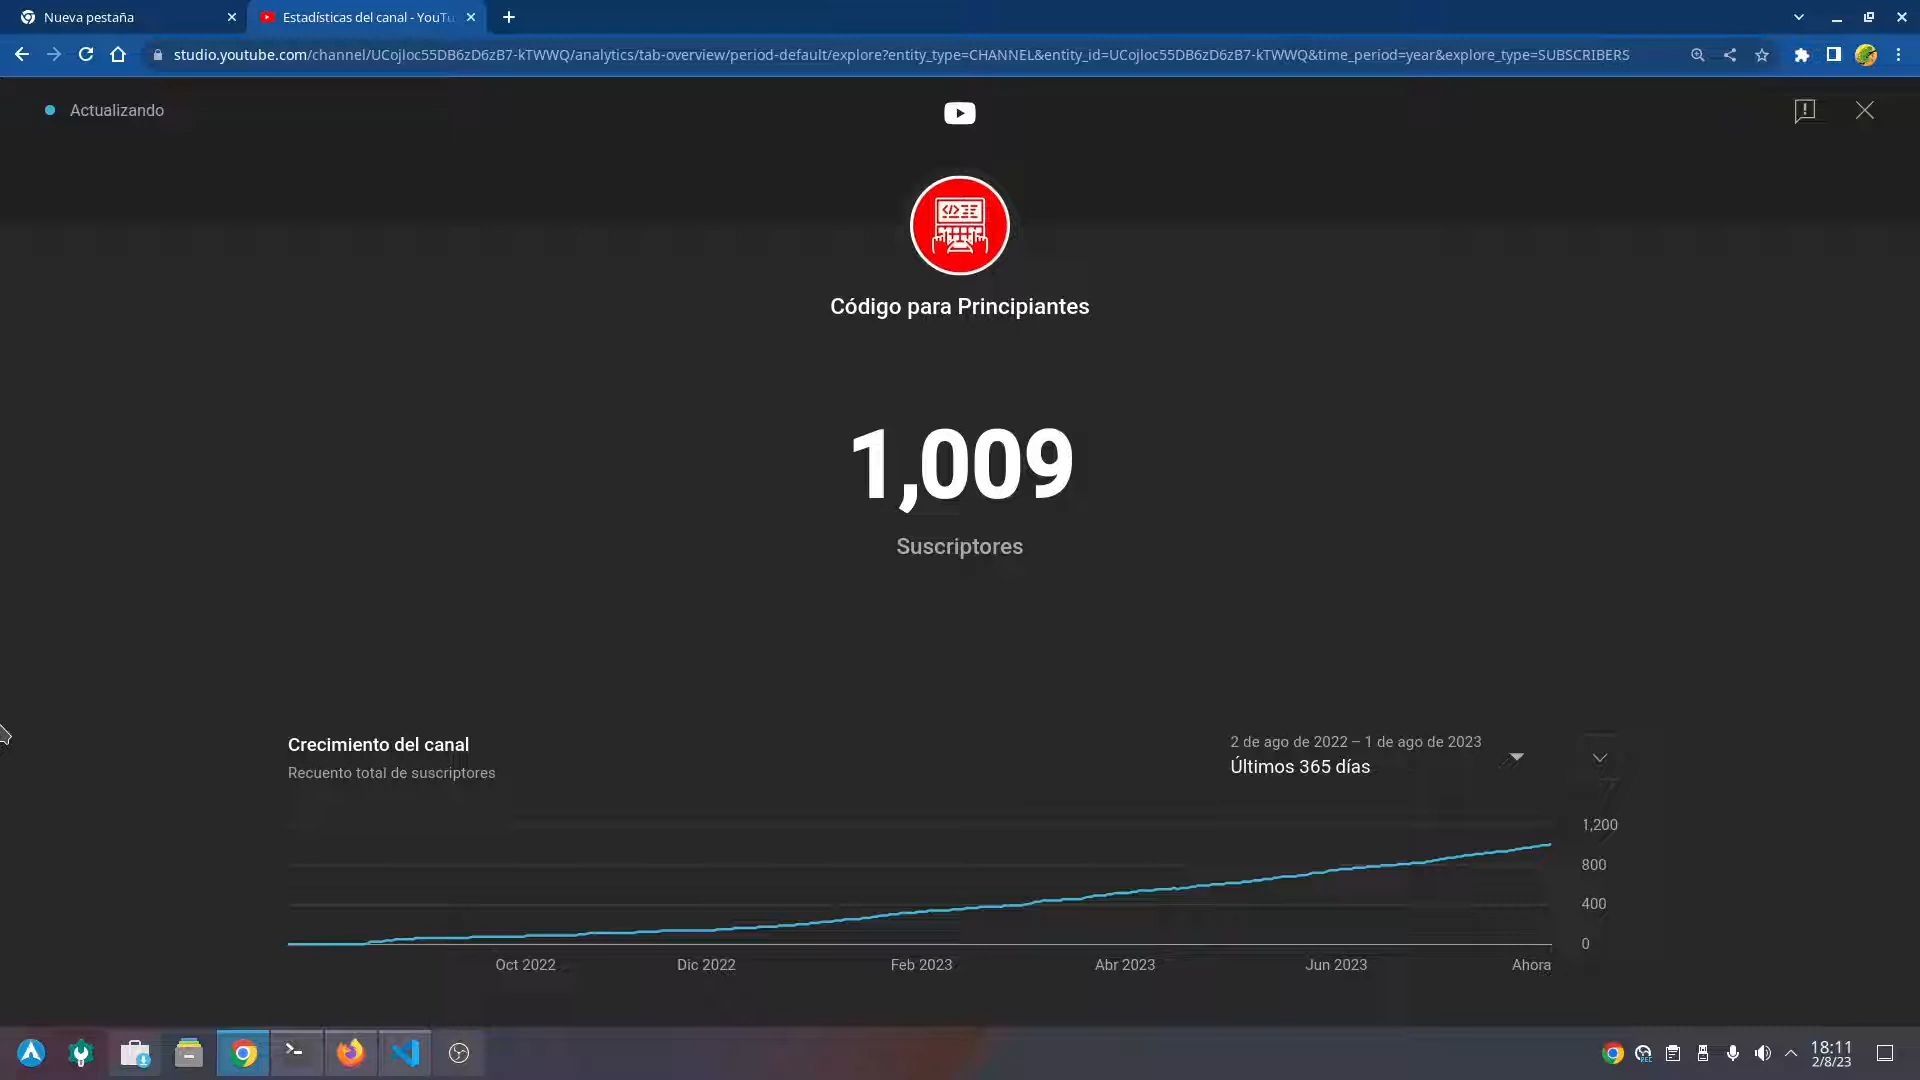 Nueva pestaña
Estadísticas del canal - YouTu
studio.youtube.com/channel/UCojloc55DB6zD6zB7-kTWWQ/analytics/tab-overview/period-default/explore?entity_type=CHANNEL&entity_id=UCojloc55DB6zD6zB7-kTWWQ&time_period=year&explore_type=SUBSCRIBERS
Actualizando
Código para Principiantes
1,009
Suscriptores
Crecimiento del canal
Recuento total de suscriptores
2 de ago de 2022 – 1 de ago de 2023
Últimos 365 días
1,200
800
400
0
Oct 2022
Dic 2022
Feb 2023
Abr 2023
Jun 2023
Ahora
18:11
2/8/23